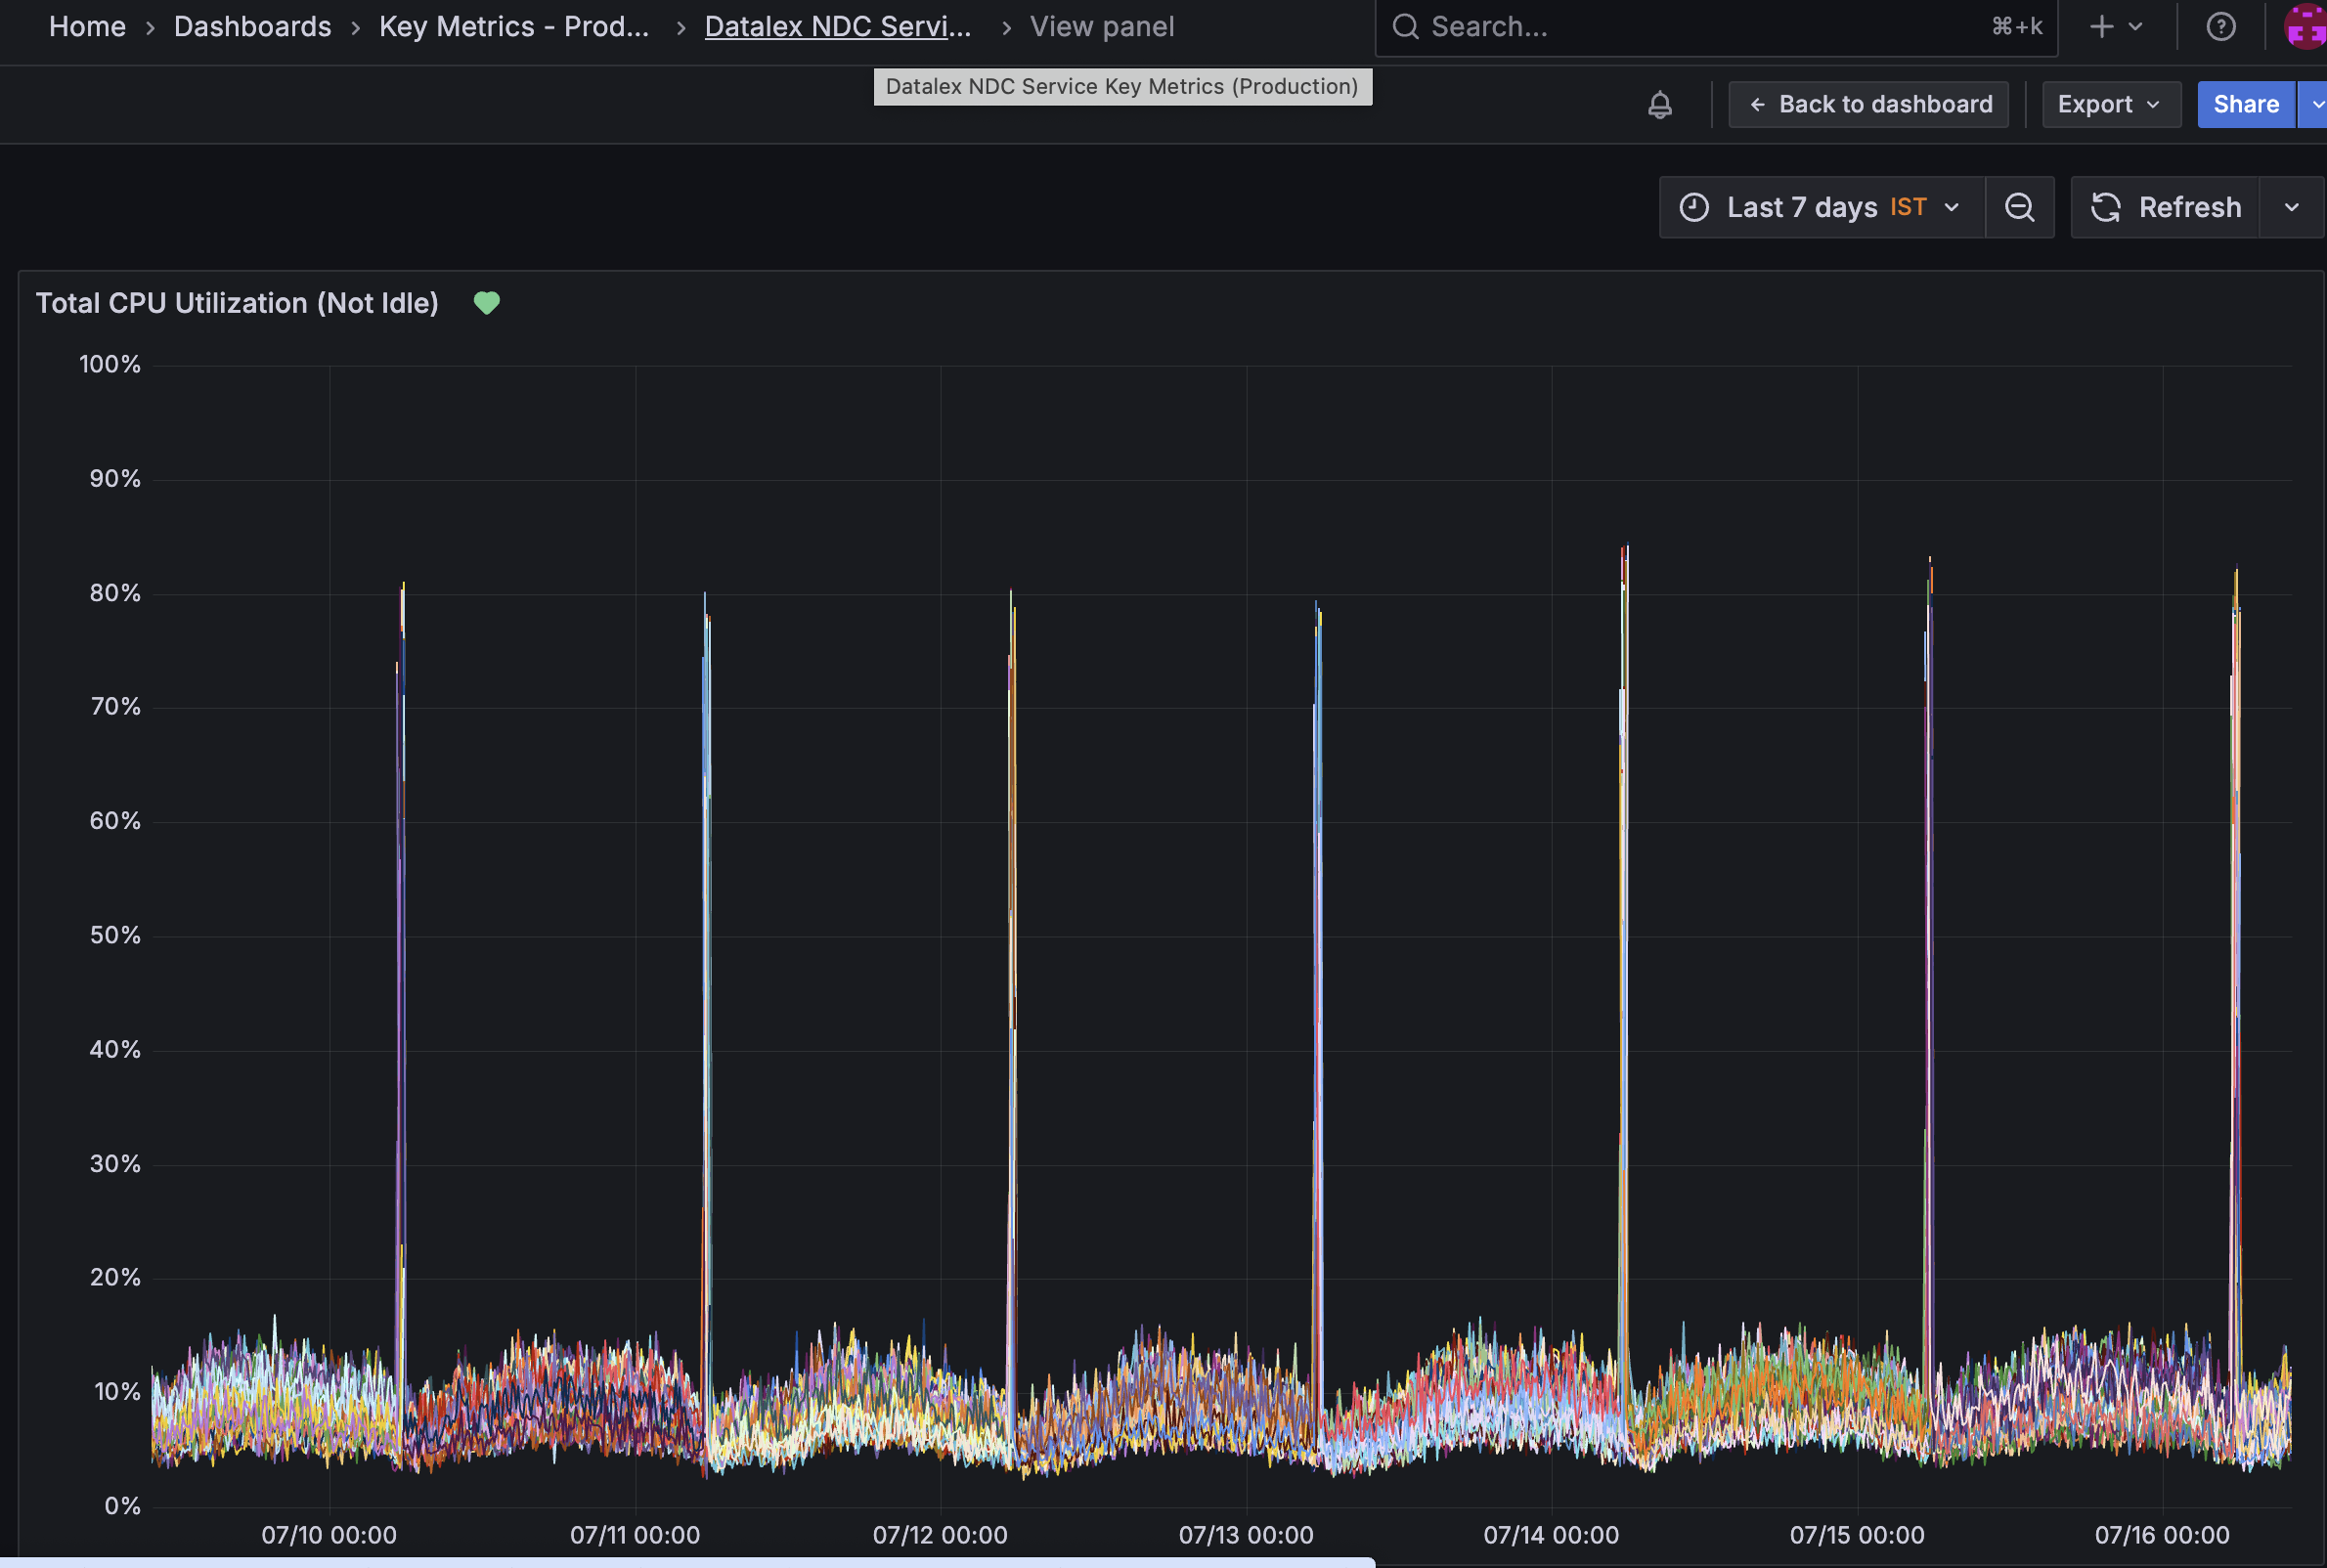 Home › Dashboards › Key Metrics - Prod... › Datalex NDC Servi... › View panel
Search...
⌘+k
Datalex NDC Service Key Metrics (Production)
← Back to dashboard
Export
Share
Last 7 days IST
Refresh
Total CPU Utilization (Not Idle)
100%
90%
80%
70%
60%
50%
40%
30%
20%
10%
0%
07/10 00:00
07/11 00:00
07/12 00:00
07/13 00:00
07/14 00:00
07/15 00:00
07/16 00:00